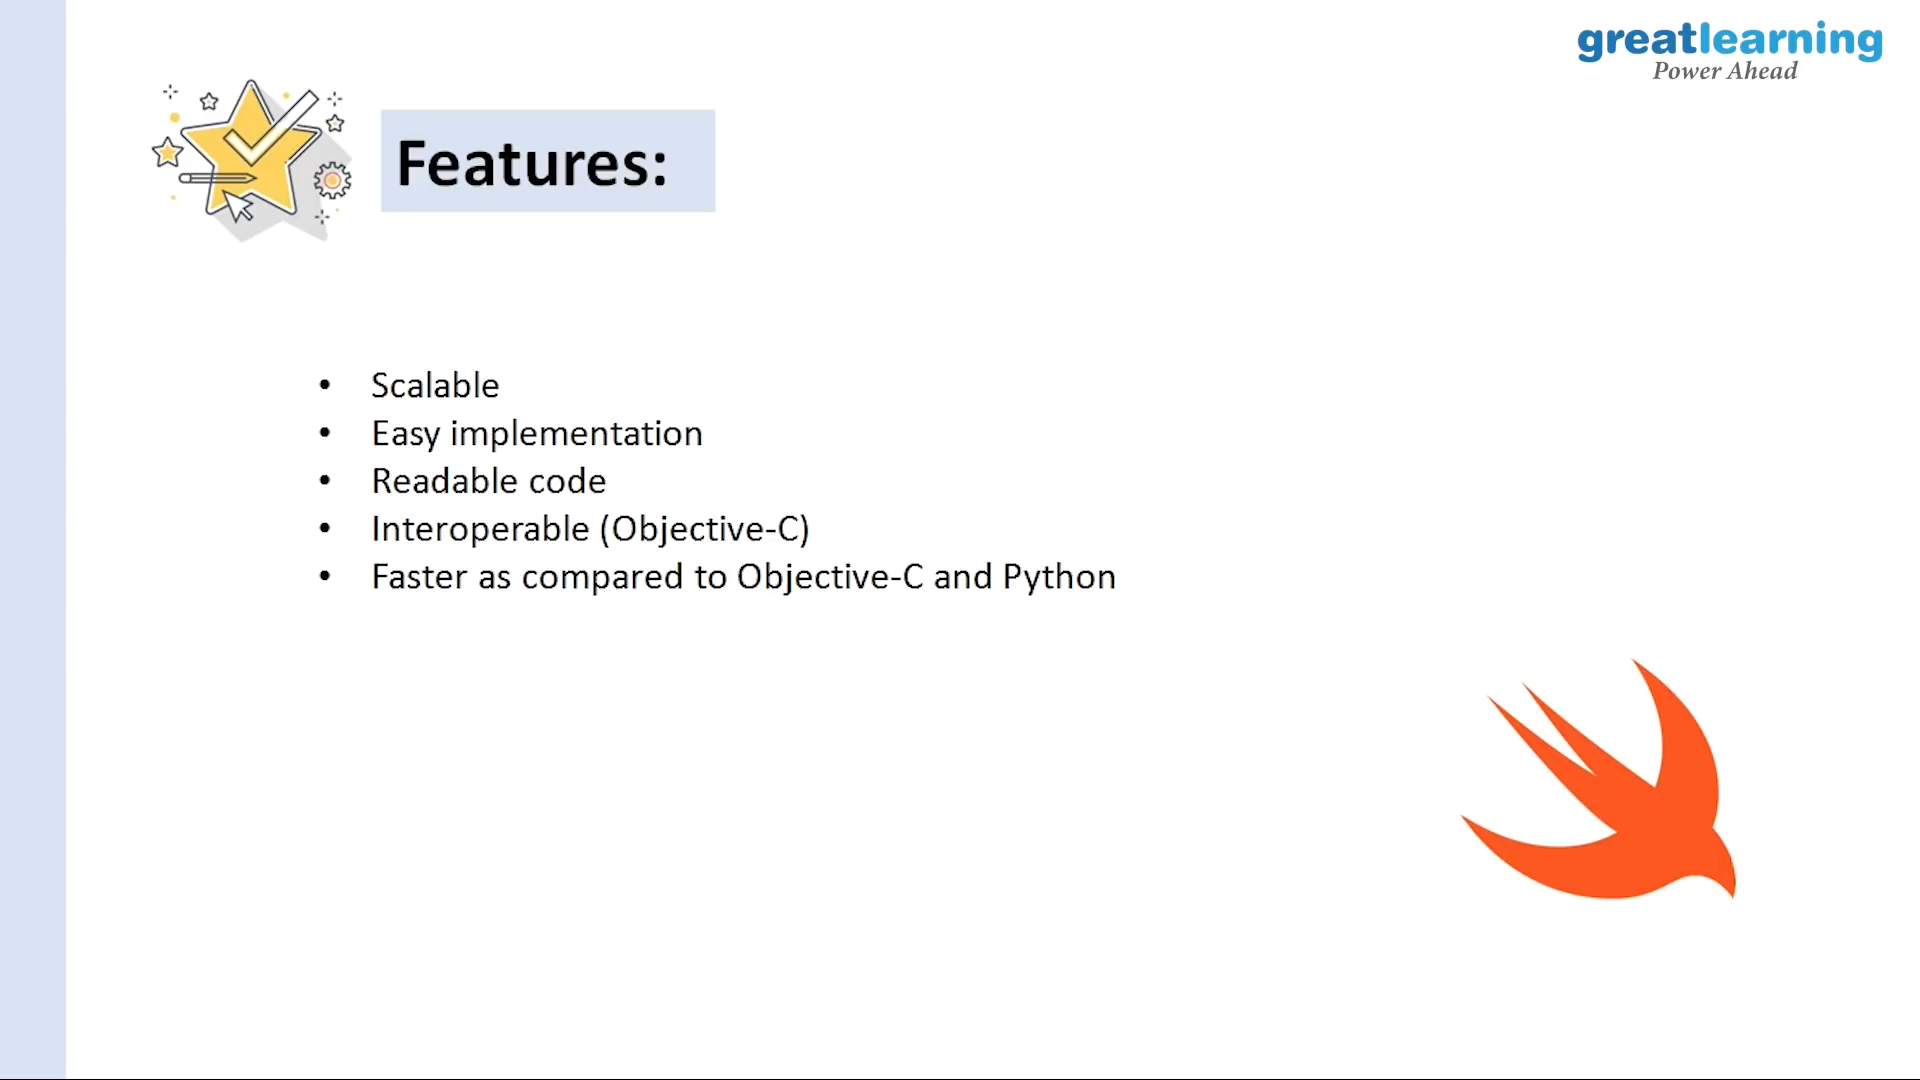 greatlearning
Power Ahead
Features:
• Scalable
• Easy implementation
• Readable code
• Interoperable (Objective-C)
• Faster as compared to Objective-C and Python